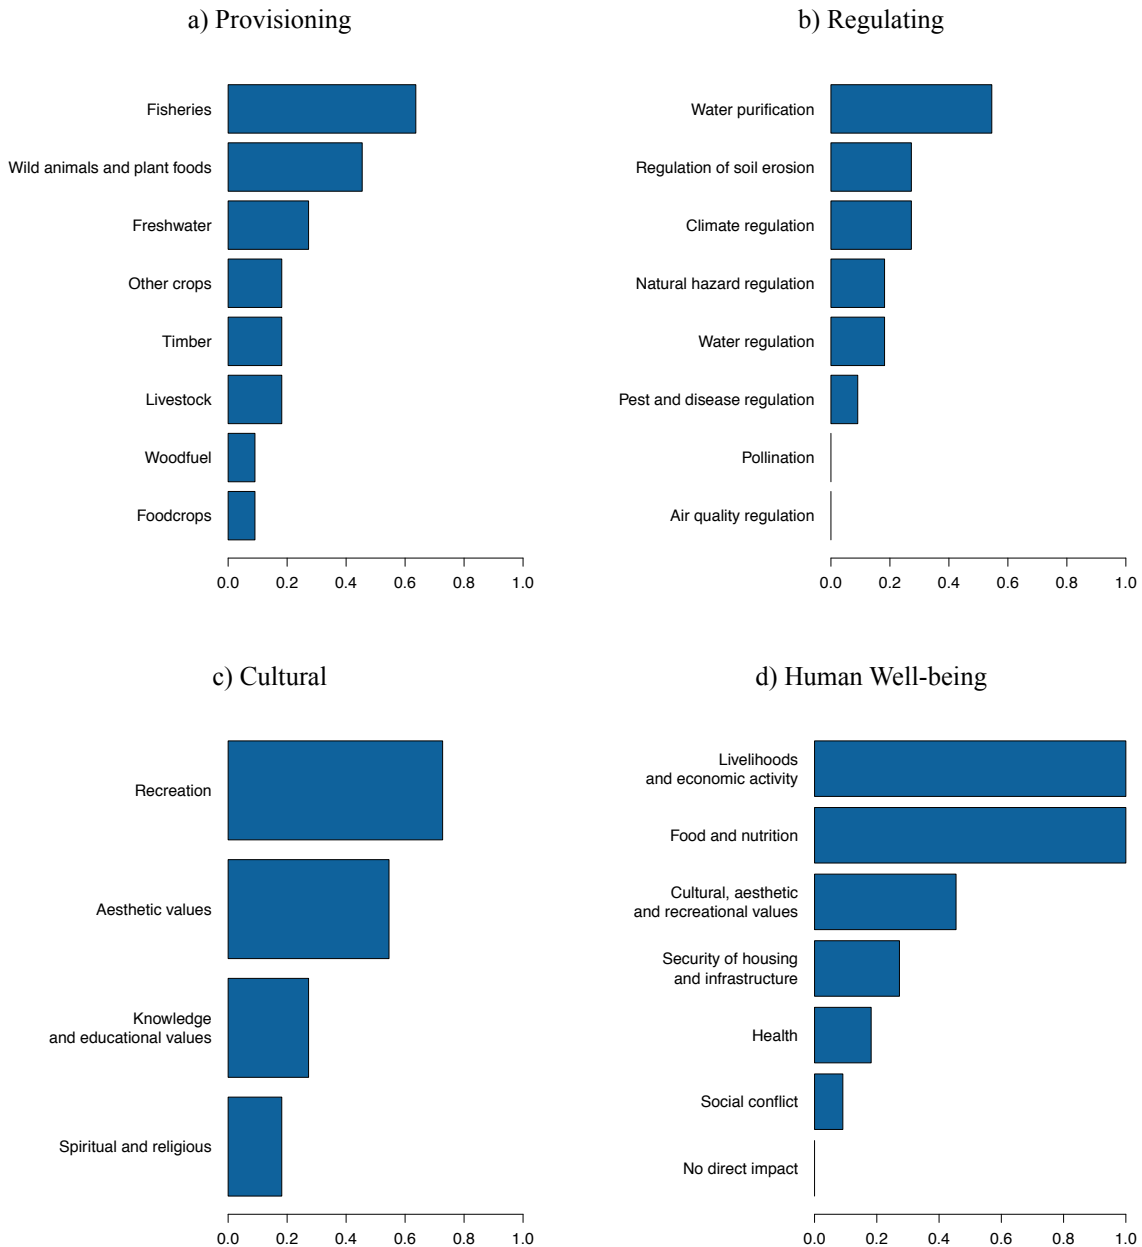 a) Provisioning
Fisheries
Wild animals and plant foods
Freshwater
Other crops
Timber
Livestock
Woodfuel
Foodcrops
0.0 0.2 0.4 0.6 0.8 1.0
b) Regulating
Water purification
Regulation of soil erosion
Climate regulation
Natural hazard regulation
Water regulation
Pest and disease regulation
Pollination
Air quality regulation
0.0 0.2 0.4 0.6 0.8 1.0
c) Cultural
Recreation
Aesthetic values
Knowledge
and educational values
Spiritual and religious
0.0 0.2 0.4 0.6 0.8 1.0
d) Human Well-being
Livelihoods
and economic activity
Food and nutrition
Cultural, aesthetic
and recreational values
Security of housing
and infrastructure
Health
Social conflict
No direct impact
0.0 0.2 0.4 0.6 0.8 1.0